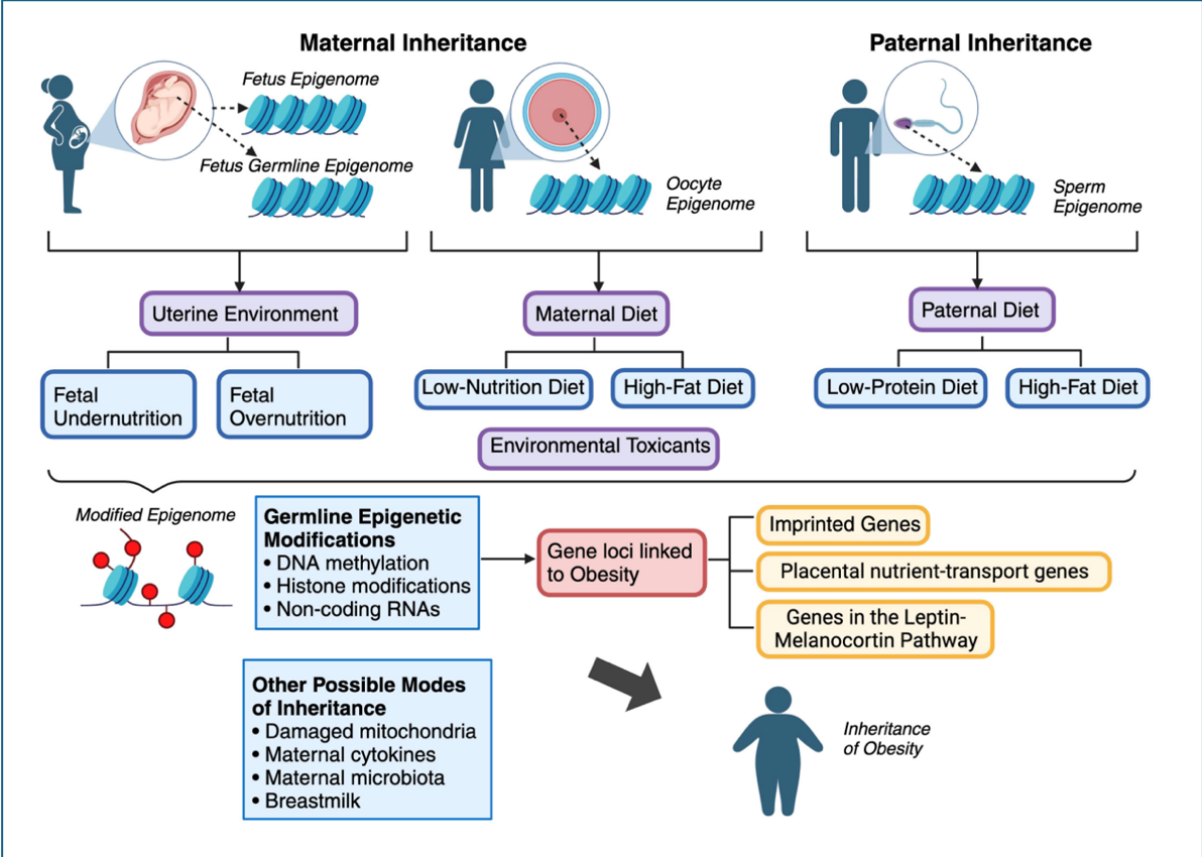 Maternal Inheritance
Paternal Inheritance
Fetus Epigenome
Fetus Germline Epigenome
Oocyte
Epigenome
Sperm
Epigenome
Uterine Environment
Maternal Diet
Paternal Diet
Fetal
Undernutrition
Fetal
Overnutrition
Low-Nutrition Diet
High-Fat Diet
Low-Protein Diet
High-Fat Diet
Environmental Toxicants
Modified Epigenome
Germline Epigenetic
Modifications
• DNA methylation
• Histone modifications
• Non-coding RNAs
Gene loci linked
to Obesity
Imprinted Genes
Placental nutrient-transport genes
Genes in the Leptin-
Melanocortin Pathway
Other Possible Modes
of Inheritance
• Damaged mitochondria
• Maternal cytokines
• Maternal microbiota
• Breastmilk
Inheritance
of Obesity